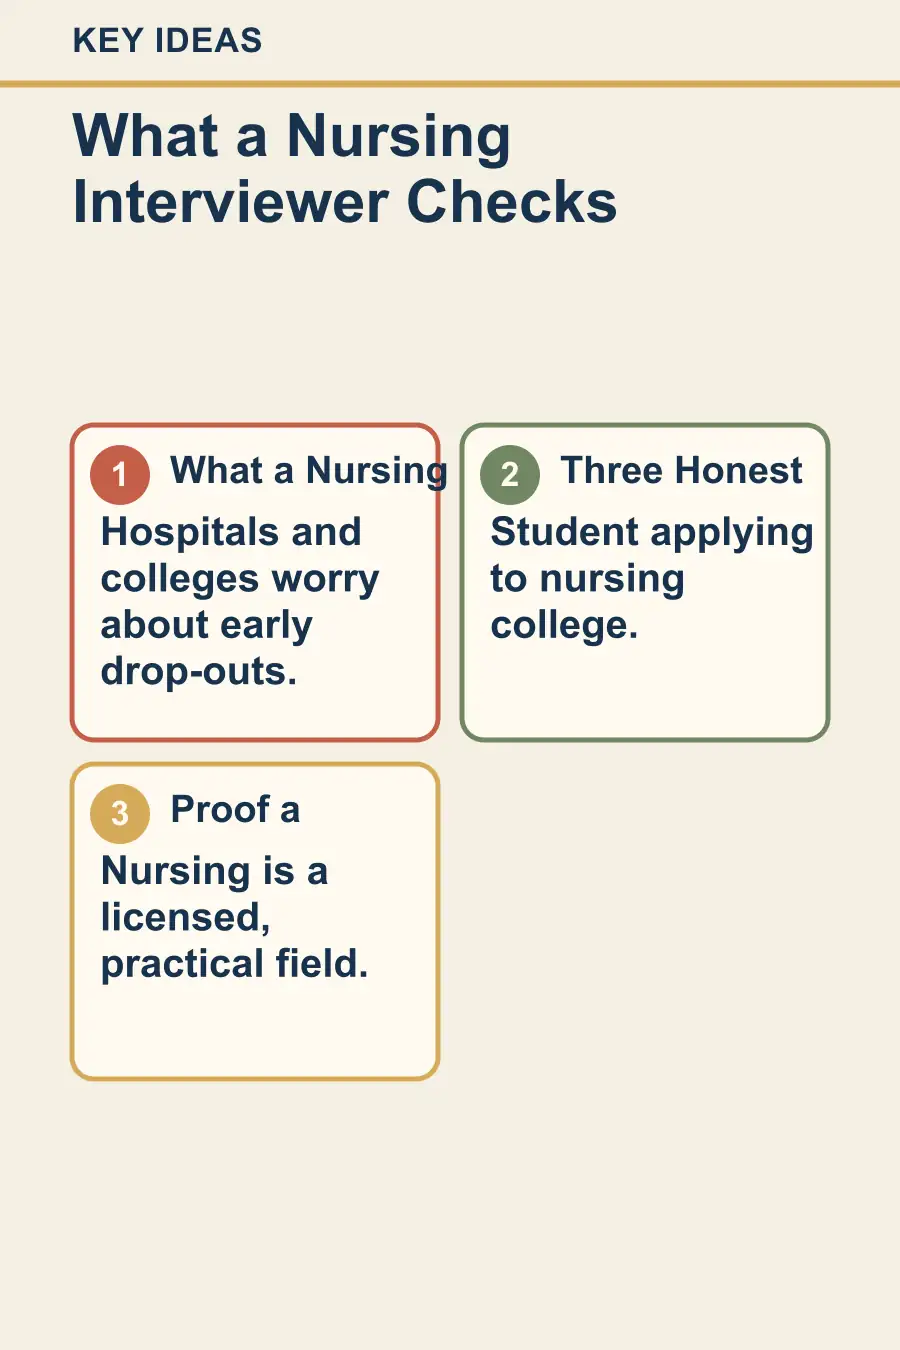 KEY IDEAS
What a Nursing
Interviewer Checks
1 What a Nursing
Hospitals and
colleges worry
about early
drop-outs.
2 Three Honest
Student applying
to nursing
college.
3 Proof a
Nursing is a
licensed,
practical field.